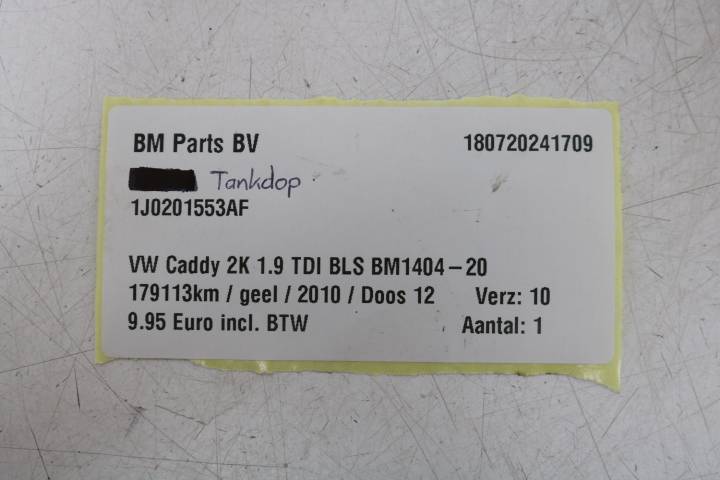 BM Parts BV 180720241709
Tankdop
1J0201553AF
VW Caddy 2K 1.9 TDI BLS BM1404-20
179113km / geel / 2010 / Doos 12 Verz: 10
9.95 Euro incl. BTW Aantal: 1